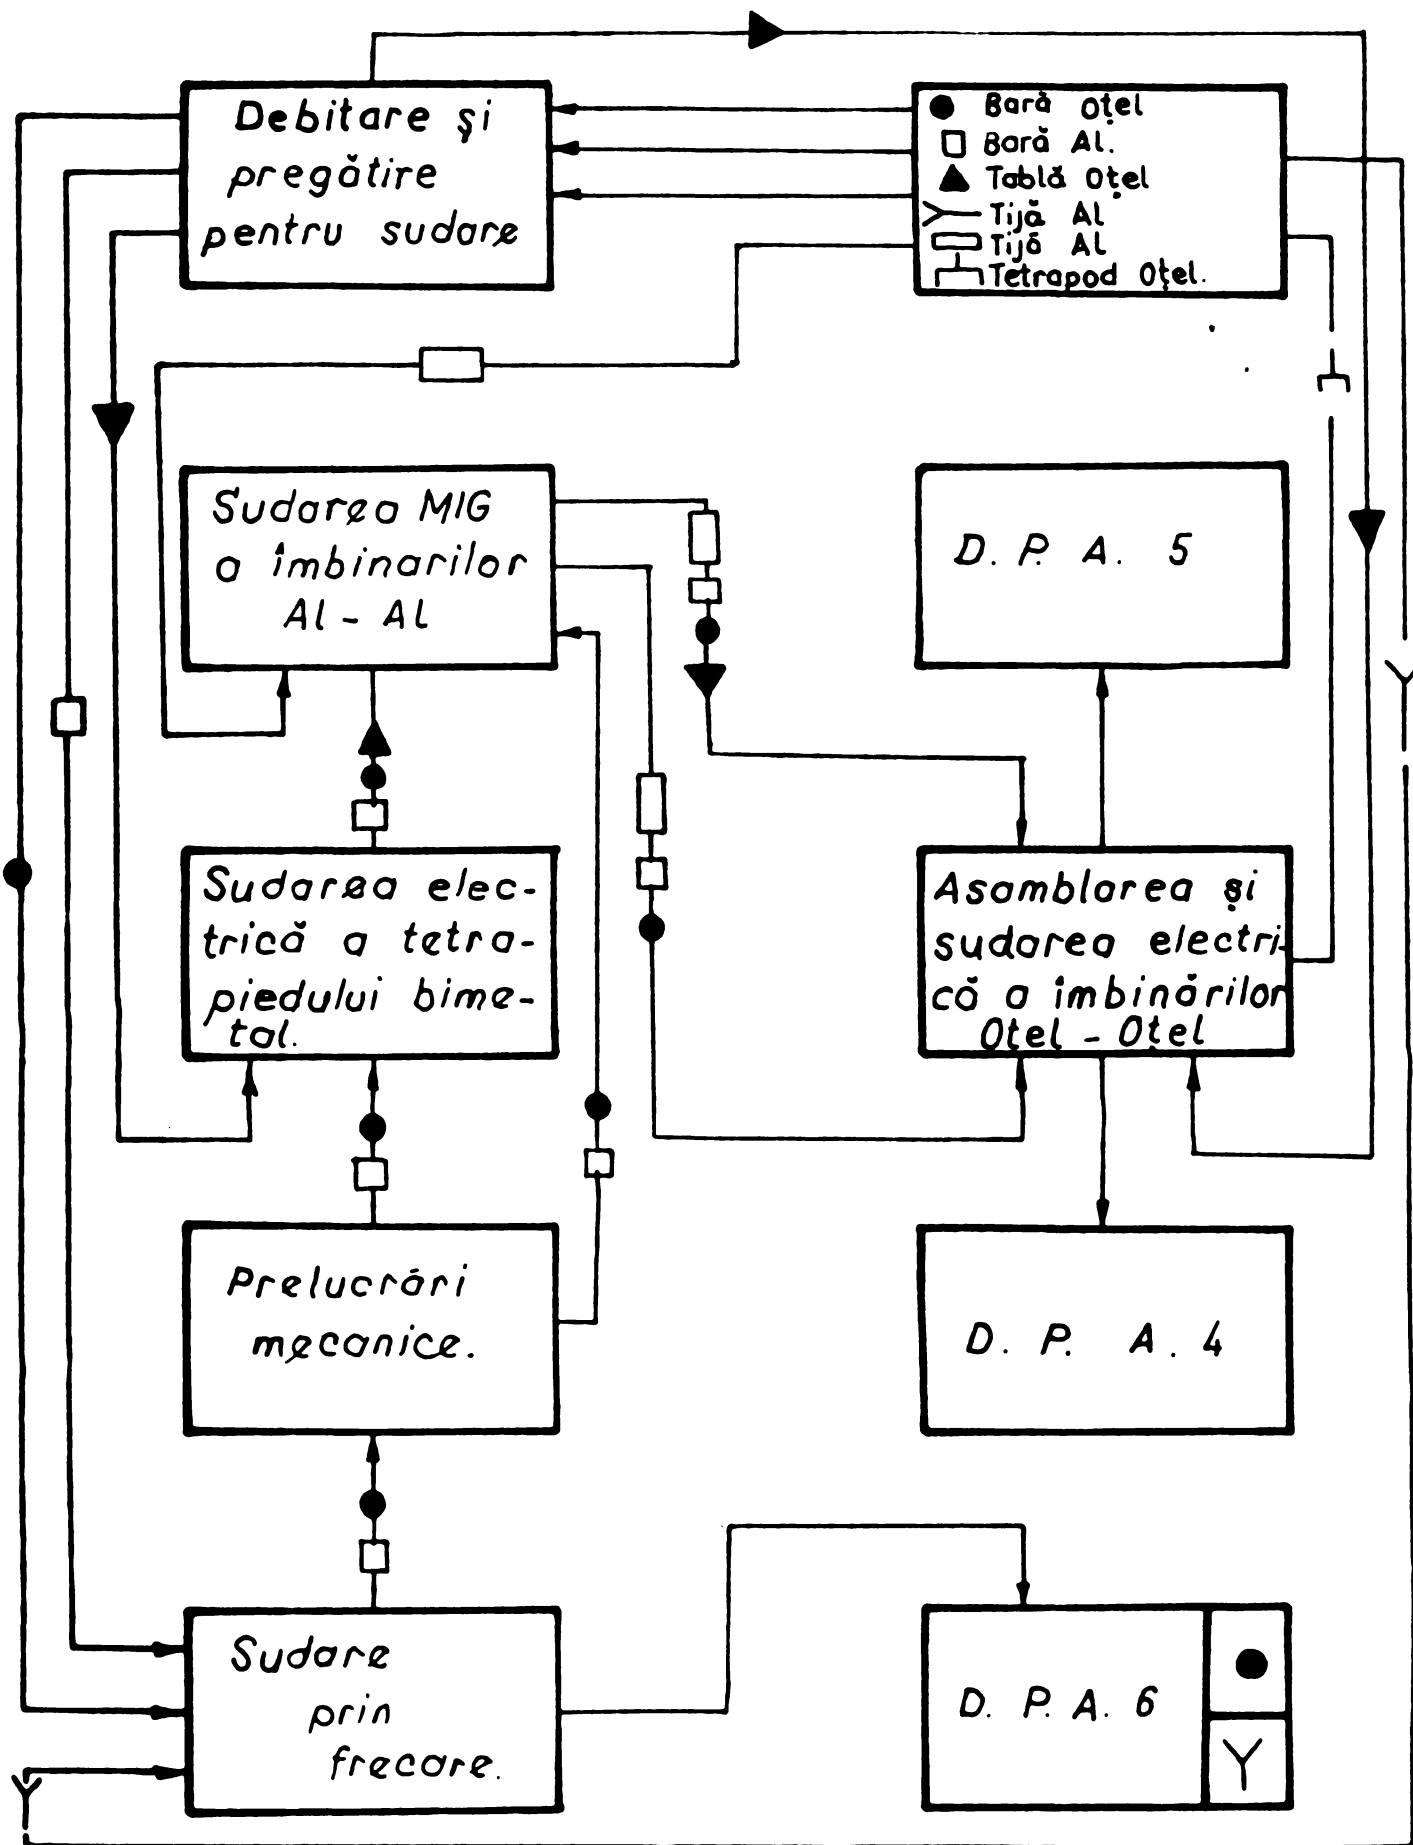 Debitare și
pregătire
pentru sudare
Bară Oțel
Bară Al.
Tablă Oțel
Tijă Al
Tijă Al
Tetrapod Oțel.
Sudarea MIG
a îmbinarilor
Al - Al
D. P. A. 5
Sudarea elec-
trică a tetra-
piedului bime-
tal.
Asamblarea și
sudarea electri-
că a îmbinărilor
Oțel - Oțel
Prelucrări
mecanice.
D. P. A. 4
Sudare
prin
frecare.
D. P. A. 6